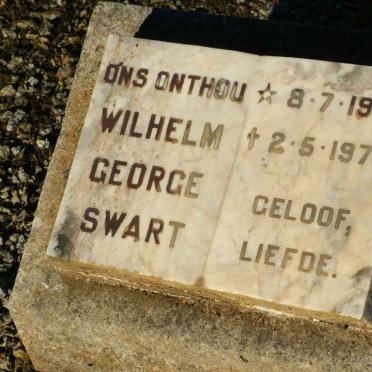 ONS ONTHOU
WILHELM
GEORGE
SWART
☆ 8·7·19
† 2·5·197
GELOOF,
LIEFDE.